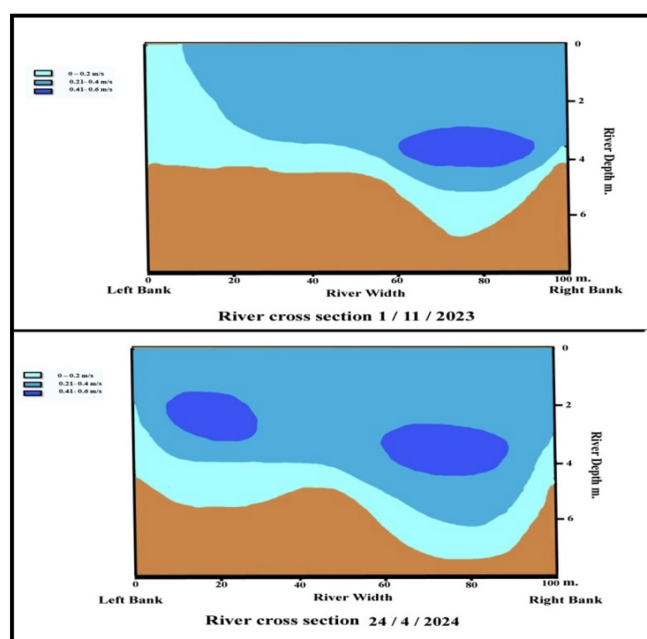 0 – 0.2 m/s
0.21– 0.4 m/s
0.41– 0.6 m/s
0
2
4
6
River Depth m.
0
20
40
60
80
100 m.
Left Bank
River Width
Right Bank
River cross section 1 / 11 / 2023
0 – 0.2 m/s
0.21– 0.4 m/s
0.41– 0.6 m/s
0
2
4
6
River Depth m.
0
20
40
60
80
100 m.
Left Bank
River Width
Right Bank
River cross section 24 / 4 / 2024